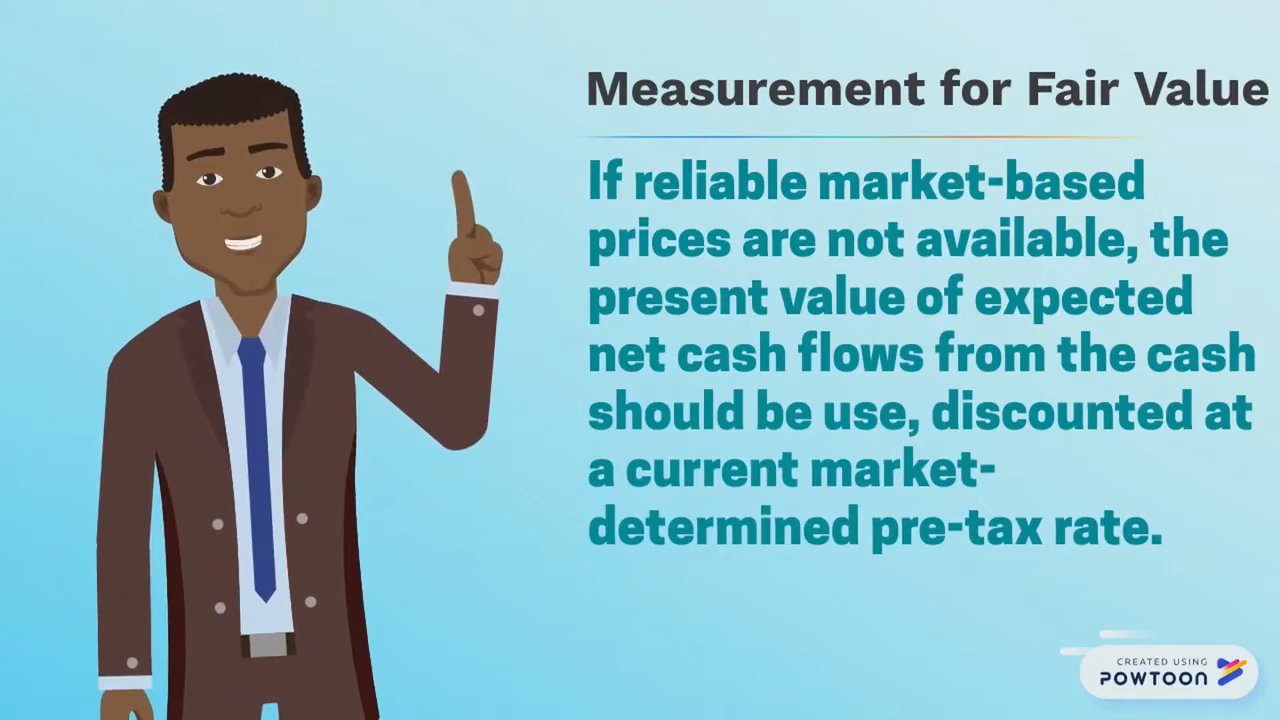 Measurement for Fair Value
If reliable market-based
prices are not available, the
present value of expected
net cash flows from the cash
should be use, discounted at
a current market-
determined pre-tax rate.
CREATED USING
POWTOON